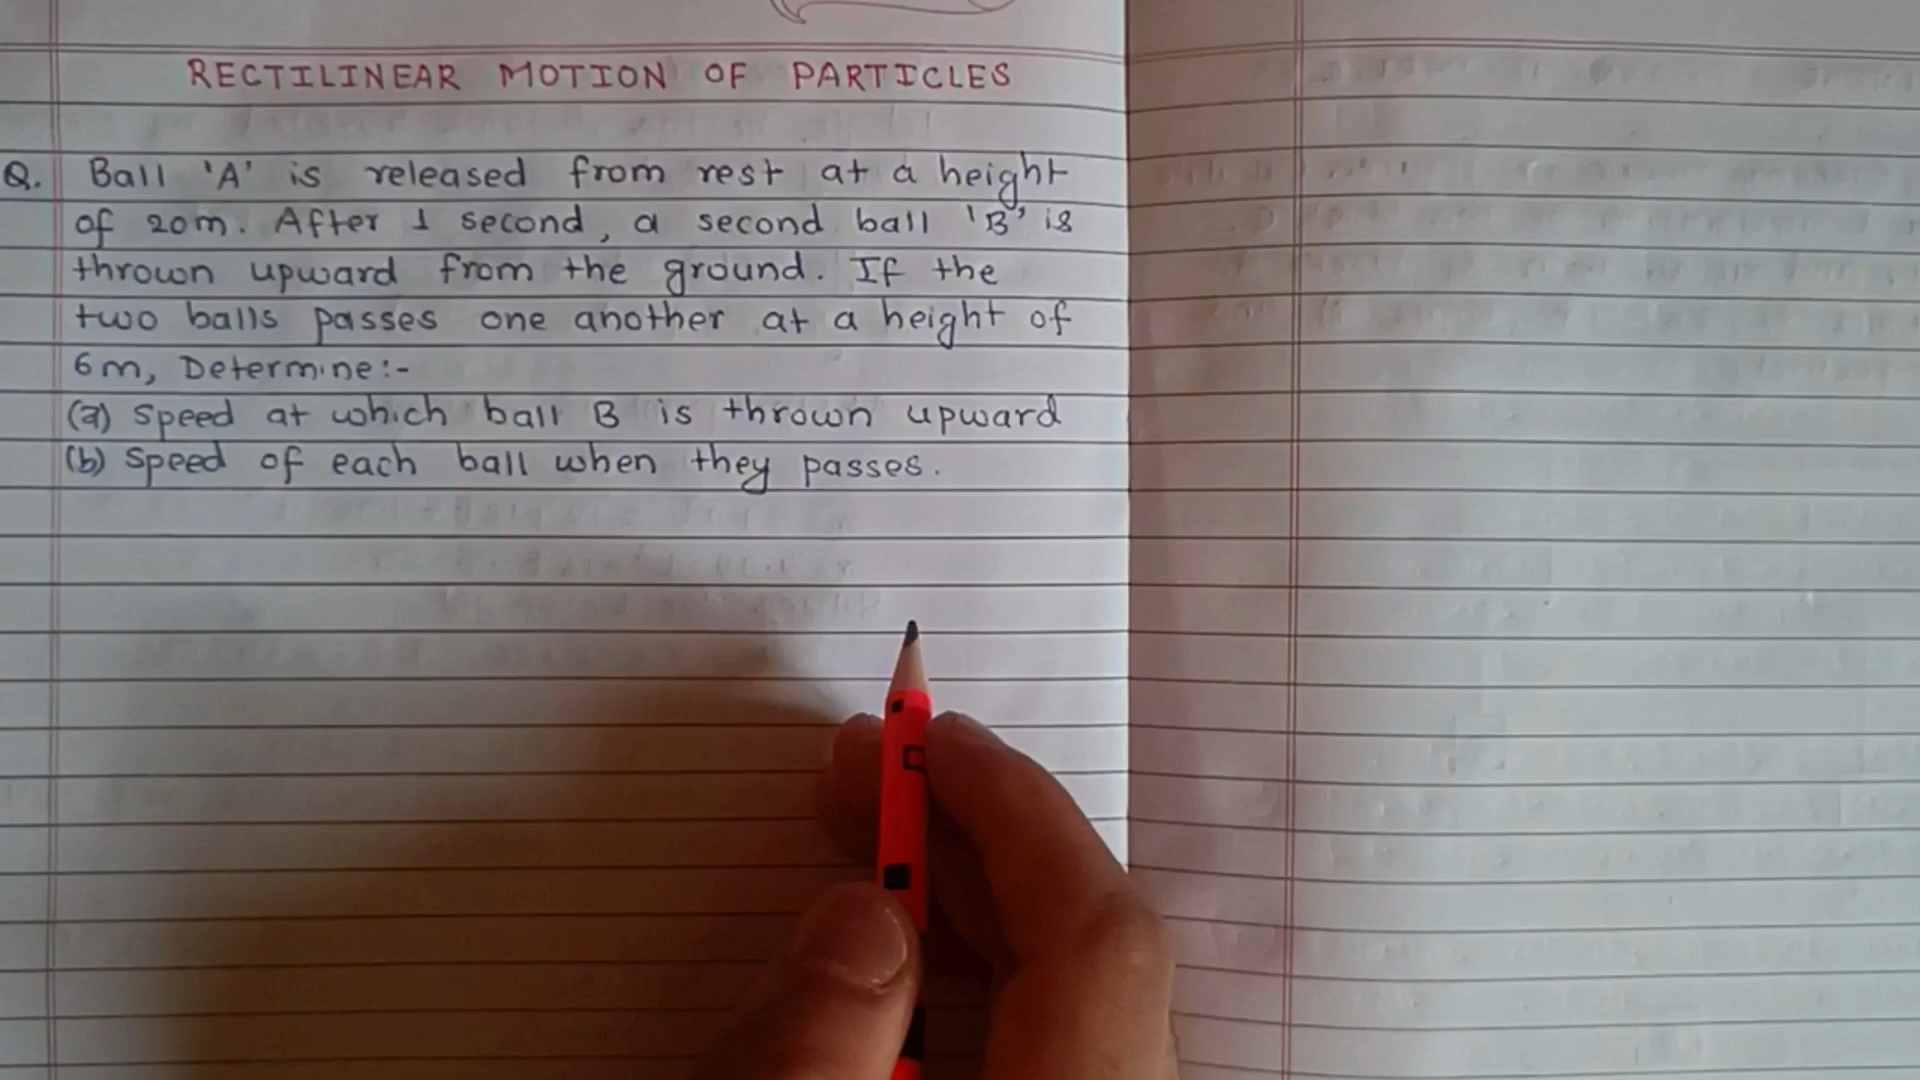 RECTILINEAR MOTION OF PARTICLES
Q. Ball 'A' is released from rest at a height
of 20m. After 1 second, a second ball 'B' is
thrown upward from the ground. If the
two balls passes one another at a height of
6m, Determine:-
(a) Speed at which ball B is thrown upward
(b) Speed of each ball when they passes.